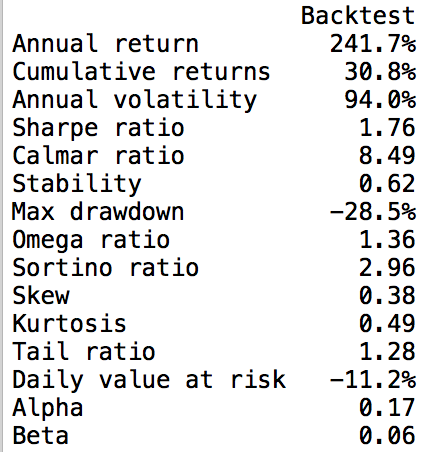 Backtest
Annual return 241.7%
Cumulative returns 30.8%
Annual volatility 94.0%
Sharpe ratio 1.76
Calmar ratio 8.49
Stability 0.62
Max drawdown -28.5%
Omega ratio 1.36
Sortino ratio 2.96
Skew 0.38
Kurtosis 0.49
Tail ratio 1.28
Daily value at risk -11.2%
Alpha 0.17
Beta 0.06